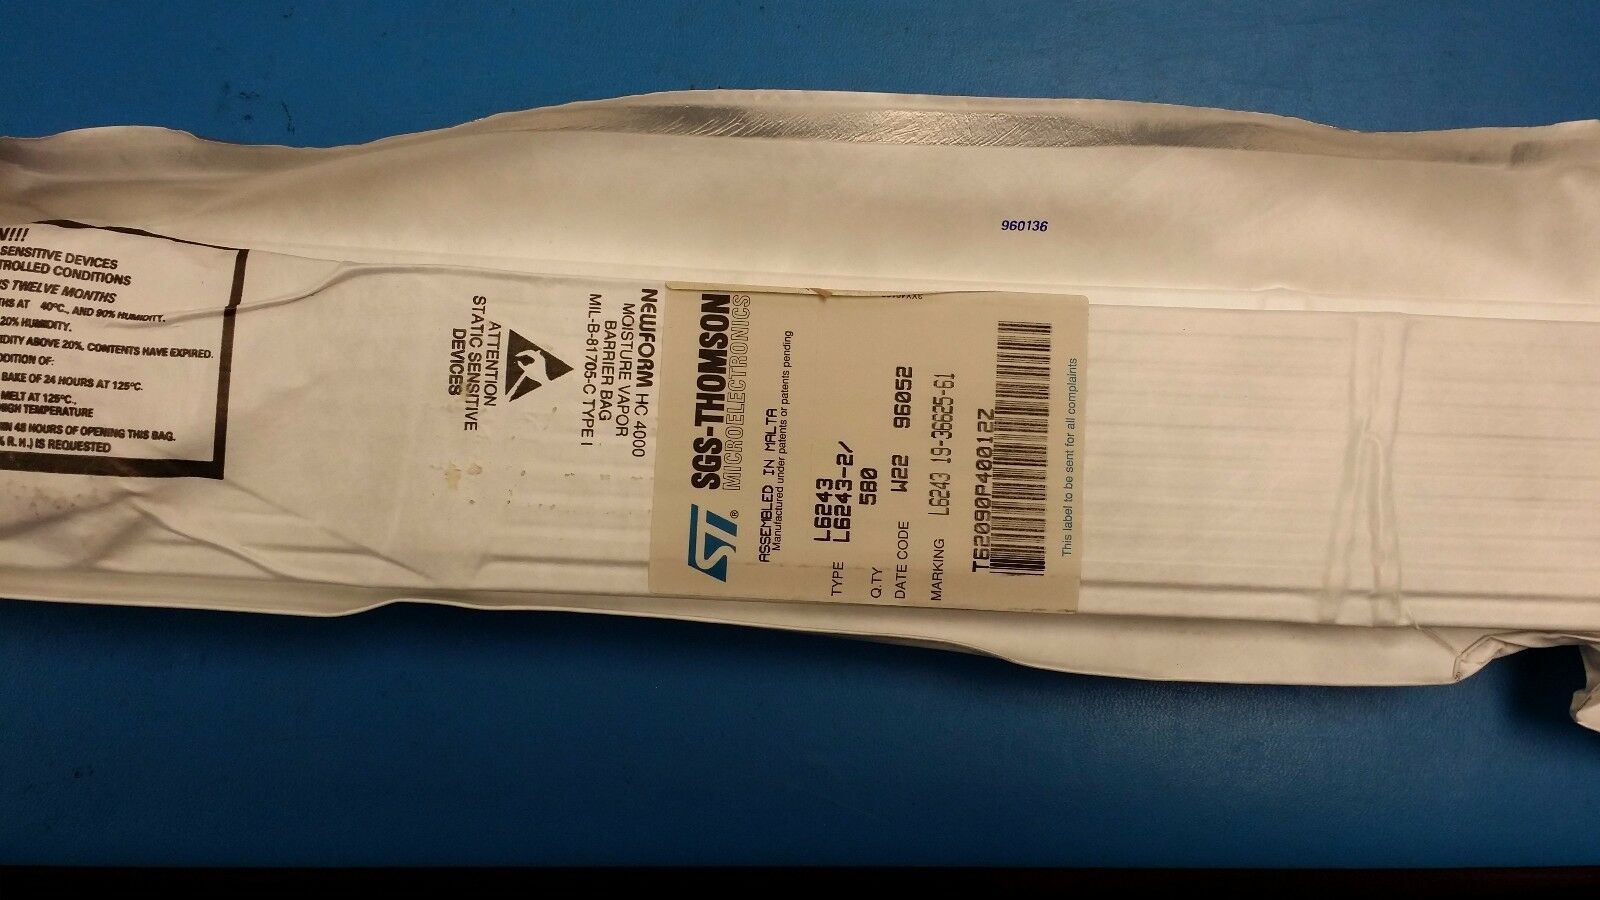 960136
V!!!
SENSITIVE DEVICES
TROLLED CONDITIONS
S TWELVE MONTHS
THS AT 40°C., AND 90% HUMIDITY.
20% HUMIDITY.
IDITY ABOVE 20%, CONTENTS HAVE EXPIRED.
DDITION OF:
BAKE OF 24 HOURS AT 125°C.
MELT AT 125°C.,
HIGH TEMPERATURE
IN 48 HOURS OF OPENING THIS BAG.
% R. H.) IS REQUESTED
NEWFORM HC 4000
MOISTURE VAPOR
BARRIER BAG
MIL-B-81705-C TYPE I
ATTENTION
STATIC SENSITIVE
DEVICES
ST®
SGS-THOMSON
MICROELECTRONICS
ASSEMBLED IN MALTA
Manufactured under patents or patents pending
TYPE L6243
L6243-2/
Q.TY 580
DATE CODE W22 96052
MARKING L6243 19-36625-61
T62090P40012Z
This label to be sent for all complaints